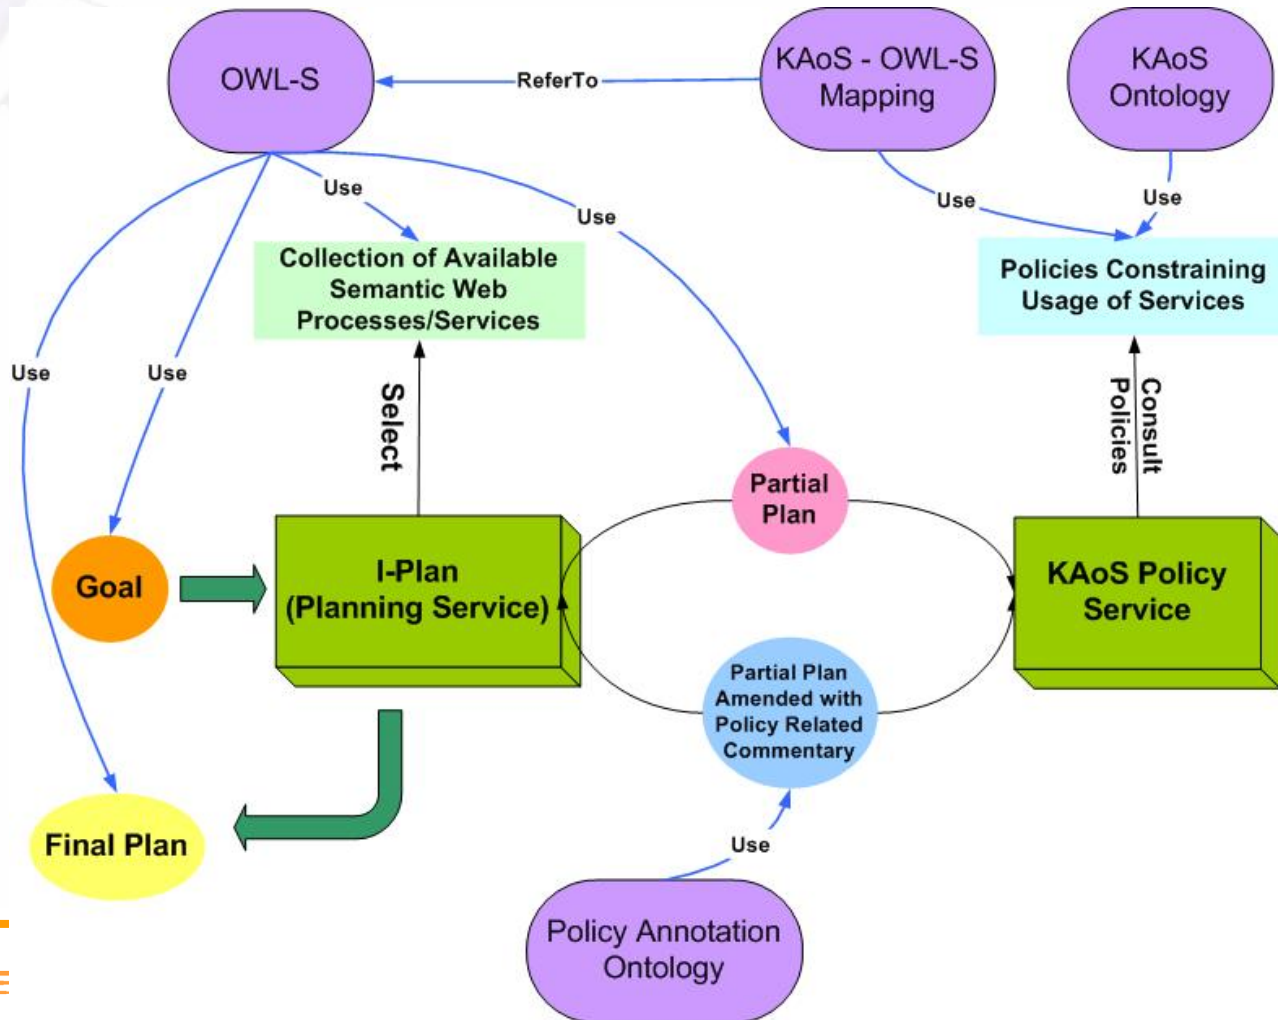 OWL-S
ReferTo
KAoS - OWL-S
Mapping
KAoS
Ontology
Use
Use
Use
Use
Collection of Available
Semantic Web
Processes/Services
Policies Constraining
Usage of Services
Use
Use
Select
Consult
Policies
Partial
Plan
Goal
I-Plan
(Planning Service)
KAoS Policy
Service
Partial Plan
Amended with
Policy Related
Commentary
Final Plan
Use
Policy Annotation
Ontology